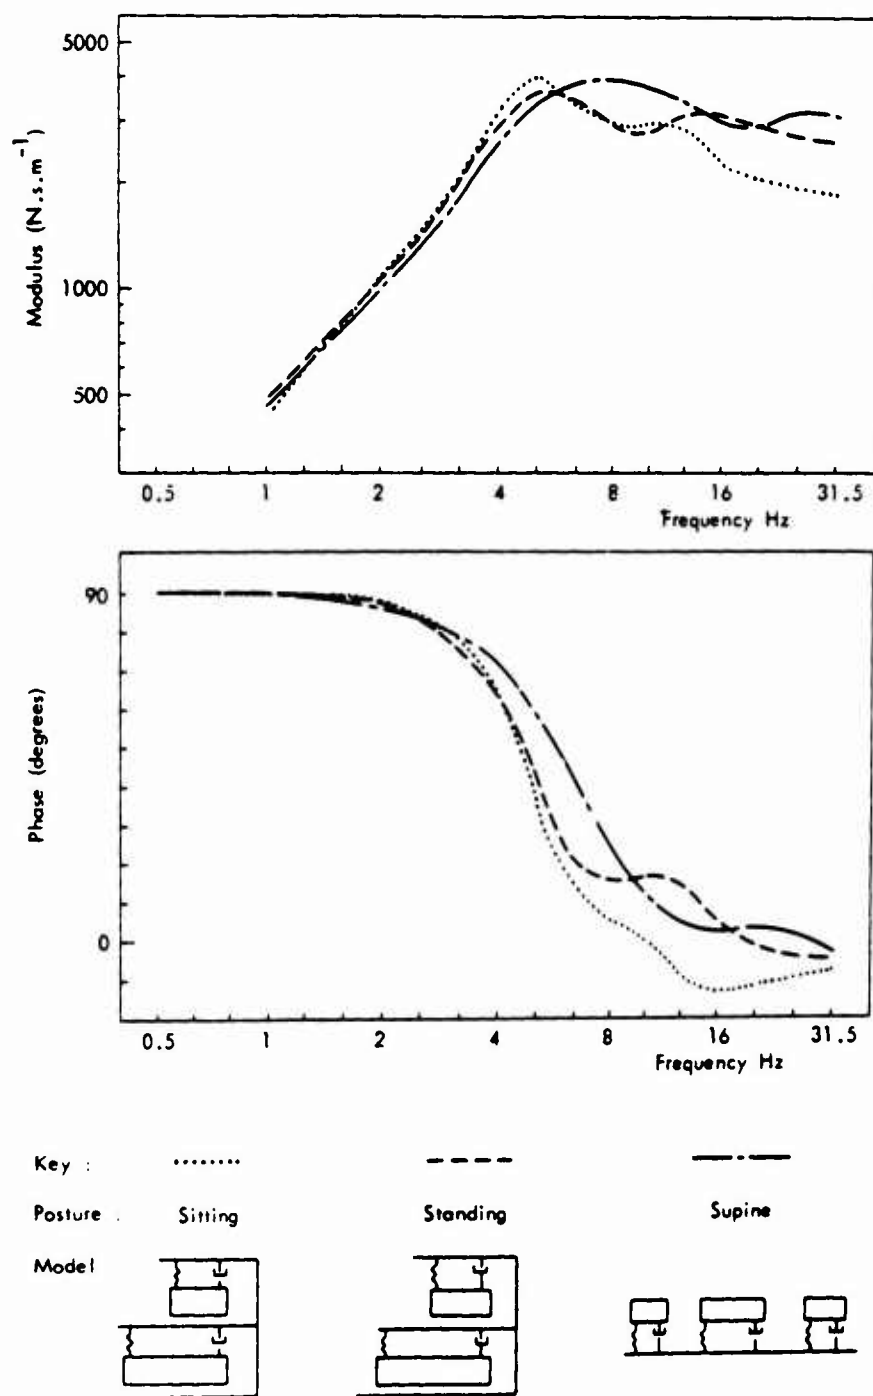 5000
1000
500
Modulus (N.s.m⁻¹)
0.5 1 2 4 8 16 31.5
Frequency Hz
90
0
Phase (degrees)
0.5 1 2 4 8 16 31.5
Frequency Hz
Key :
Posture : Sitting Standing Supine
Model